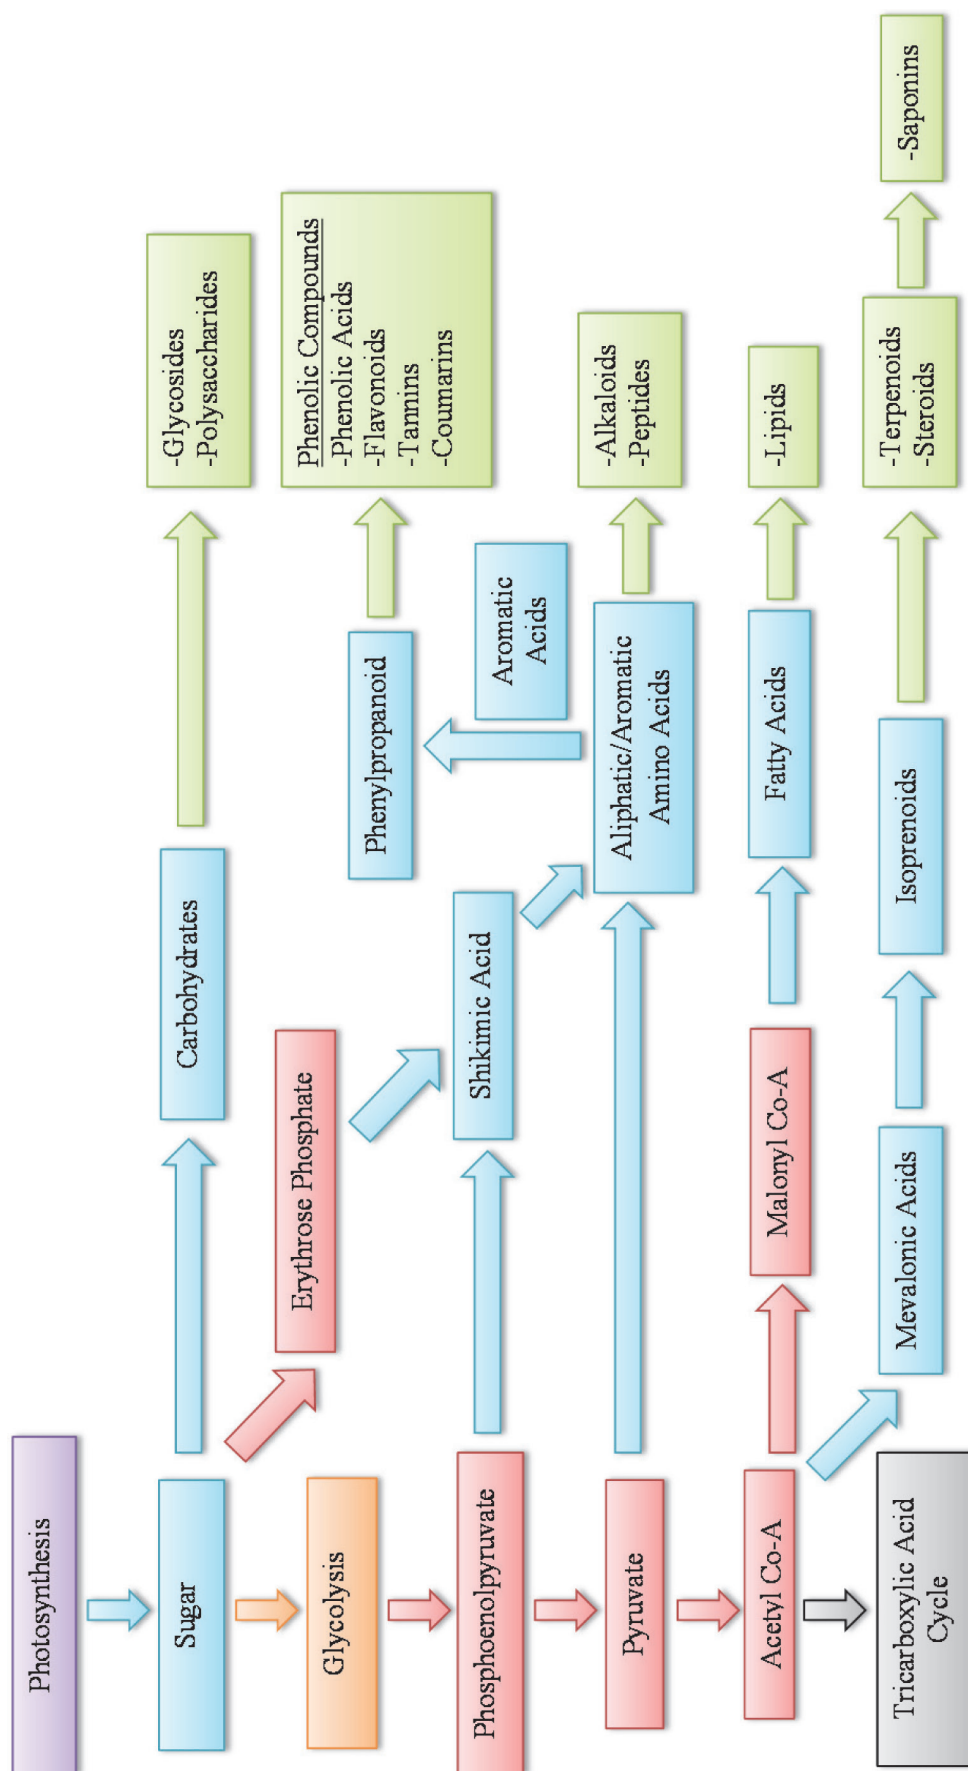 Photosynthesis
Sugar
Carbohydrates
-Glycosides
-Polysaccharides
Glycolysis
Erythrose Phosphate
Phenylpropanoid
Phenolic Compounds
-Phenolic Acids
-Flavonoids
-Tannins
-Coumarins
Phosphoenolpyruvate
Shikimic Acid
Aromatic
Acids
Pyruvate
Aliphatic/Aromatic
Amino Acids
-Alkaloids
-Peptides
Acetyl Co-A
Malonyl Co-A
Fatty Acids
-Lipids
Tricarboxylic Acid
Cycle
Mevalonic Acids
Isoprenoids
-Terpenoids
-Steroids
-Saponins